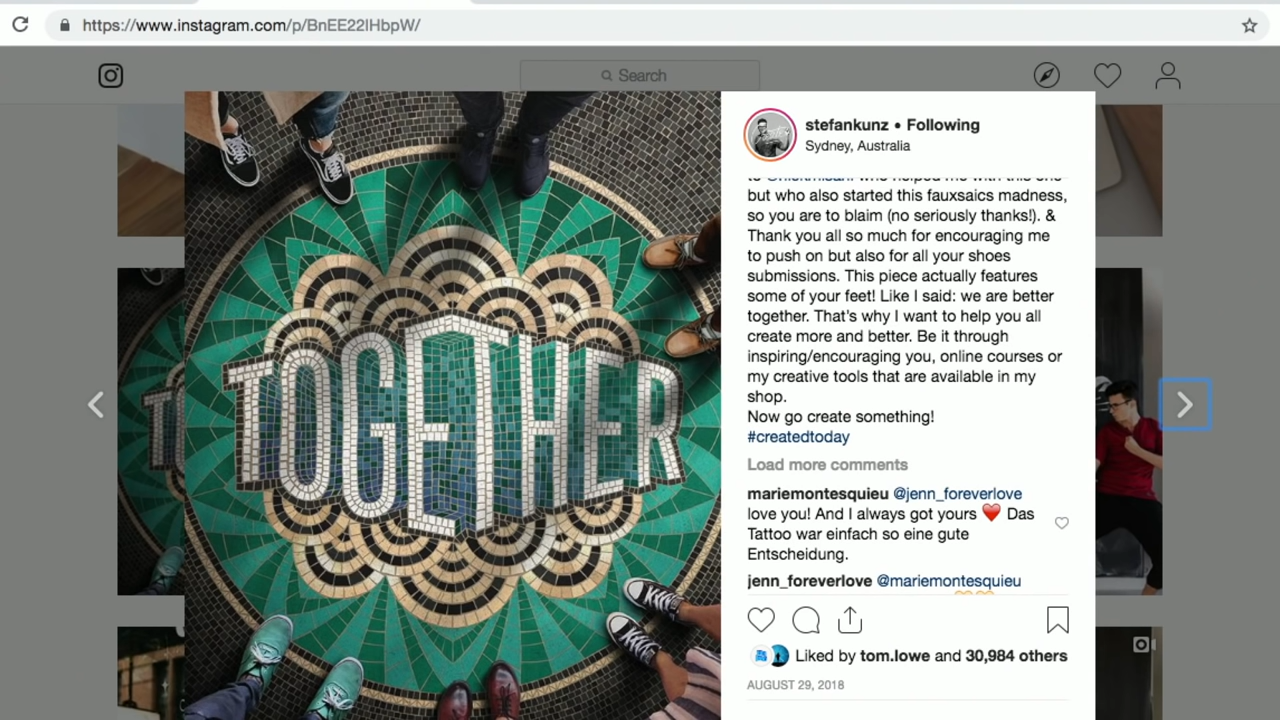 https://www.instagram.com/p/BnEE22lHbpW/
Search
stefankunz • Following
Sydney, Australia
who helped me with this one
but who also started this fauxsaics madness,
so you are to blaim (no seriously thanks!). &
Thank you all so much for encouraging me
to push on but also for all your shoes
submissions. This piece actually features
some of your feet! Like I said: we are better
together. That's why I want to help you all
create more and better. Be it through
inspiring/encouraging you, online courses or
my creative tools that are available in my
shop.
Now go create something!
#createdtoday
Load more comments
mariemontesquieu @jenn_foreverlove
love you! And I always got yours ❤️ Das
Tattoo war einfach so eine gute
Entscheidung.
jenn_foreverlove @mariemontesquieu
Liked by tom.lowe and 30,984 others
AUGUST 29, 2018
TOGETHER